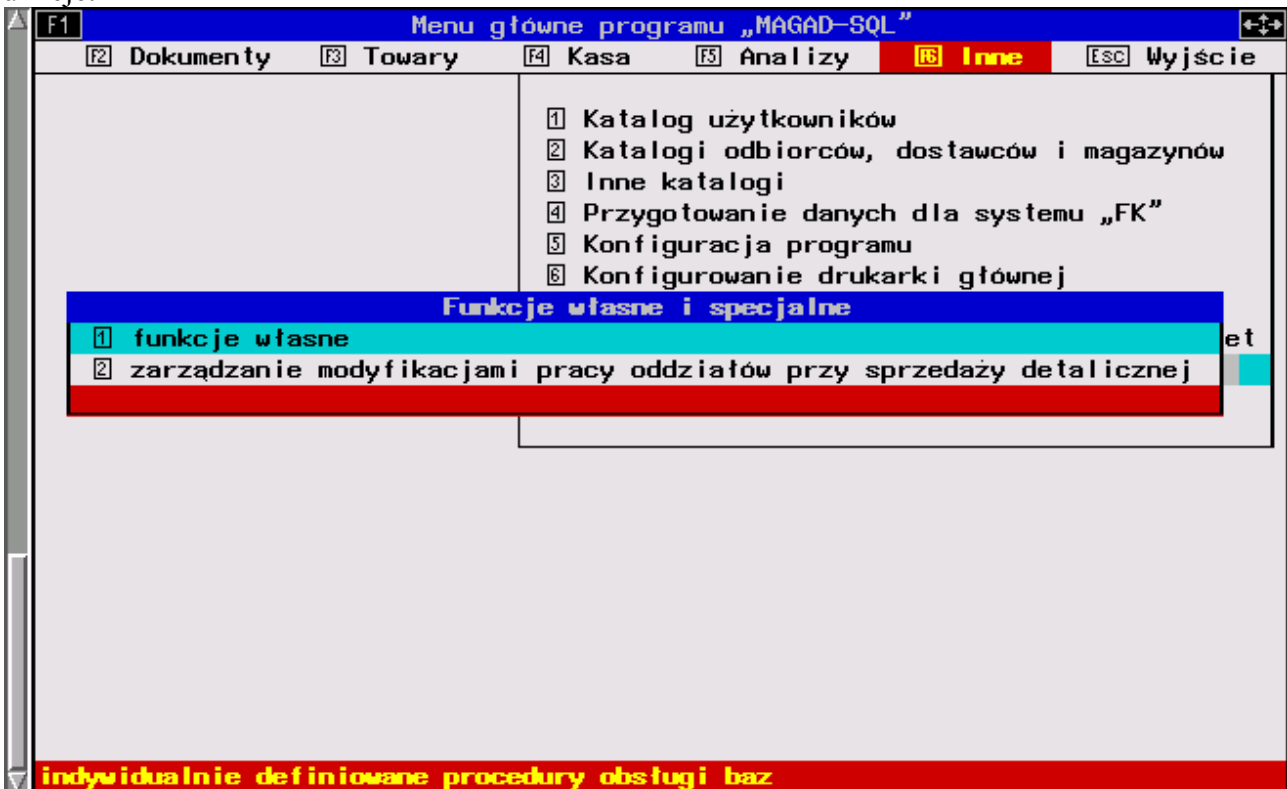 F1 Menu główne programu „MAGAD-SQL”
F2 Dokumenty F3 Towary F4 Kasa F5 Analizy F6 Inne ESC Wyjście
1 Katalog użytkowników
2 Katalogi odbiorców, dostawców i magazynów
3 Inne katalogi
4 Przygotowanie danych dla systemu „FK”
5 Konfiguracja programu
6 Konfigurowanie drukarki głównej
Funkcje własne i specjalne
1 funkcje własne
et
2 zarządzanie modyfikacjami pracy oddziałów przy sprzedaży detalicznej
indywidualnie definiowane procedury obsługi baz